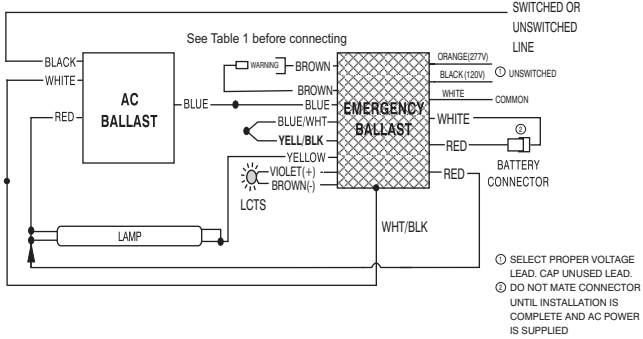 SWITCHED OR
UNSWITCHED
LINE
See Table 1 before connecting
BLACK
WHITE
RED
AC
BALLAST
BLUE
WARNING
BROWN
BROWN
BLUE
BLUE/WHT
YELL/BLK
YELLOW
VIOLET(+)
BROWN(-)
LCTS
EMERGENCY
BALLAST
ORANGE(277V)
BLACK (120V)
① UNSWITCHED
WHITE
COMMON
WHITE
②
RED
BATTERY
CONNECTOR
RED
WHT/BLK
LAMP
① SELECT PROPER VOLTAGE
LEAD. CAP UNUSED LEAD.
② DO NOT MATE CONNECTOR
UNTIL INSTALLATION IS
COMPLETE AND AC POWER
IS SUPPLIED